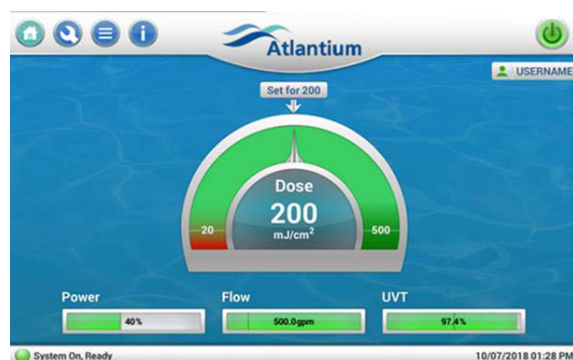 Atlantium
USERNAME
Set for 200
Dose
200
mJ/cm²
20
500
Power
Flow
UVT
40%
500.0gpm
97.4%
System On, Ready
10/07/2018 01:28 PM